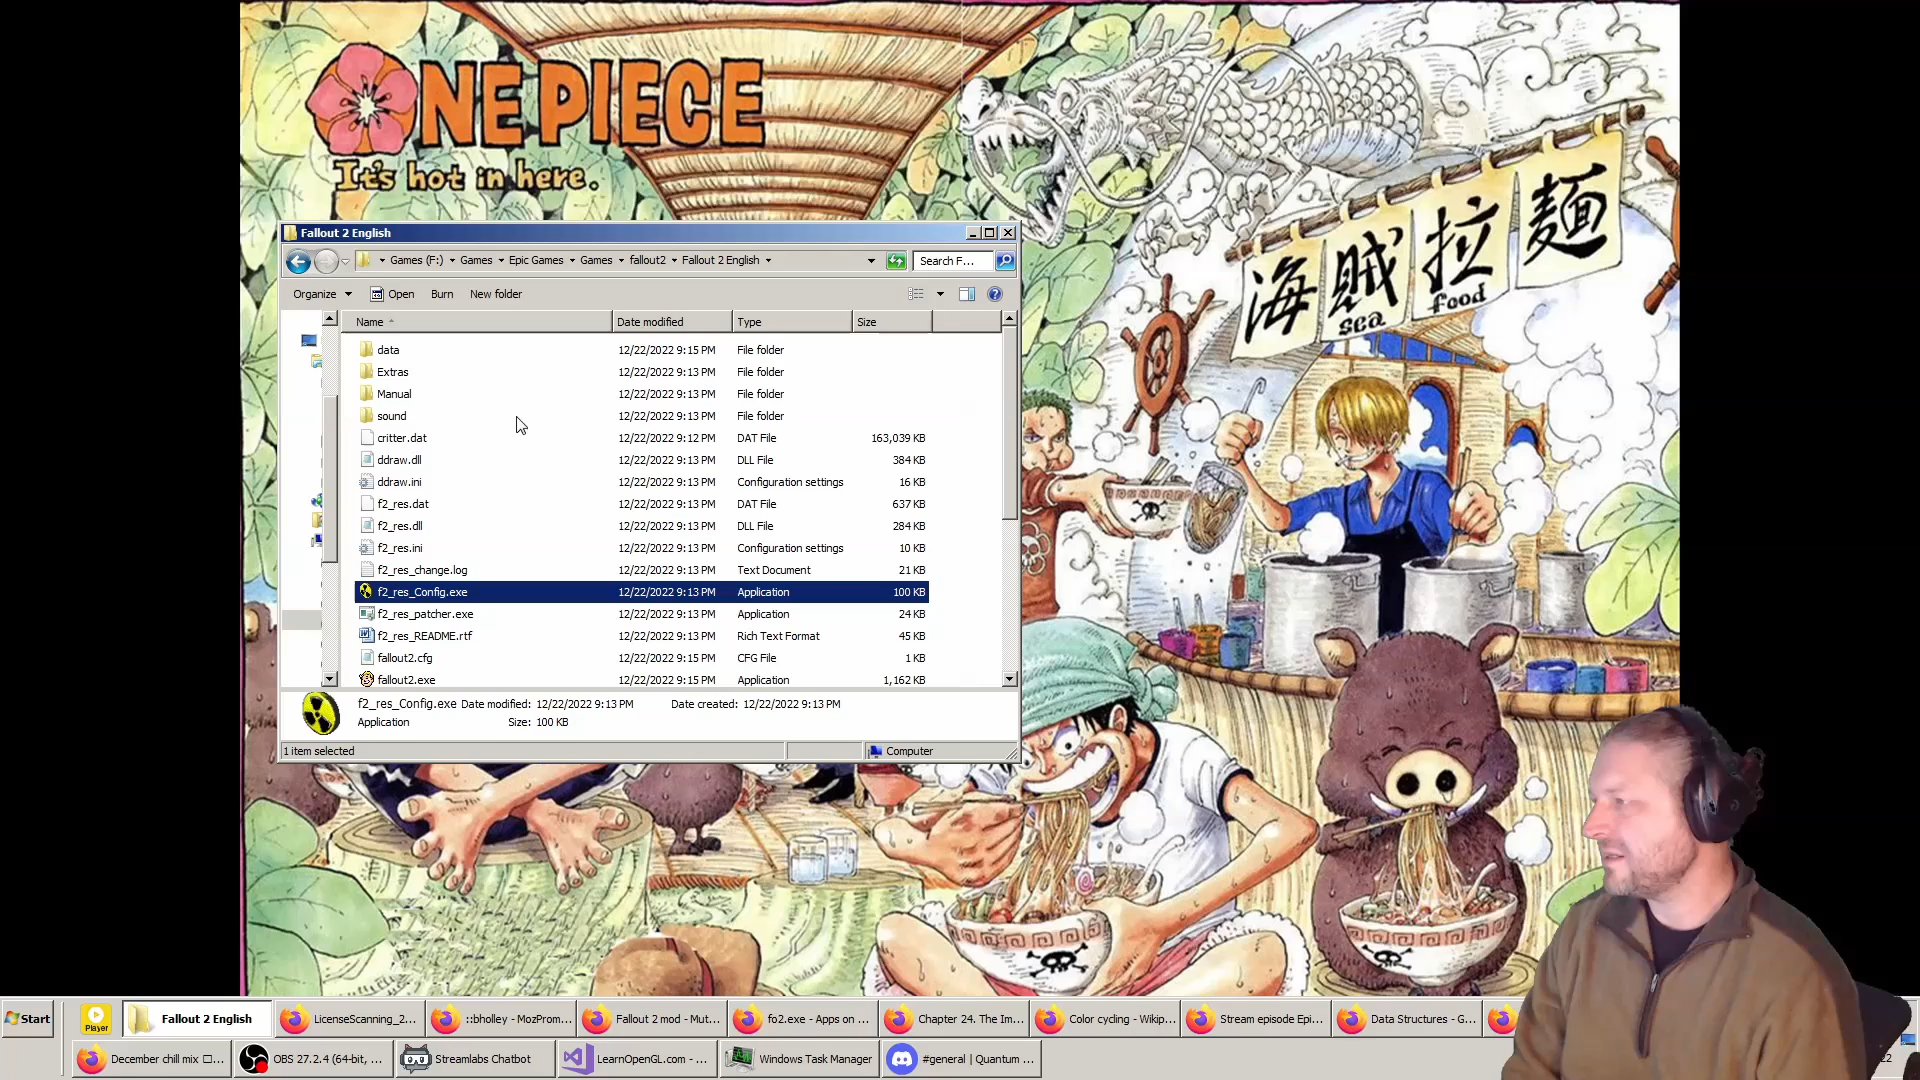 ONE PIECE
It's hot in here.
海賊拉麺
sea food
Fallout 2 English
Games (F:) Games Epic Games Games fallout2 Fallout 2 English Search F...
Organize Open Burn New folder
Name Date modified Type Size
data 12/22/2022 9:15 PM File folder
Extras 12/22/2022 9:13 PM File folder
Manual 12/22/2022 9:13 PM File folder
sound 12/22/2022 9:13 PM File folder
critter.dat 12/22/2022 9:12 PM DAT File 163,039 KB
ddraw.dll 12/22/2022 9:13 PM DLL File 384 KB
ddraw.ini 12/22/2022 9:13 PM Configuration settings 16 KB
f2_res.dat 12/22/2022 9:13 PM DAT File 637 KB
f2_res.dll 12/22/2022 9:13 PM DLL File 284 KB
f2_res.ini 12/22/2022 9:13 PM Configuration settings 10 KB
f2_res_change.log 12/22/2022 9:13 PM Text Document 21 KB
f2_res_Config.exe 12/22/2022 9:13 PM Application 100 KB
f2_res_patcher.exe 12/22/2022 9:13 PM Application 24 KB
f2_res_README.rtf 12/22/2022 9:13 PM Rich Text Format 45 KB
fallout2.cfg 12/22/2022 9:15 PM CFG File 1 KB
fallout2.exe 12/22/2022 9:15 PM Application 1,162 KB
f2_res_Config.exe Date modified: 12/22/2022 9:13 PM Date created: 12/22/2022 9:13 PM
Application Size: 100 KB
1 item selected Computer
Start Player Fallout 2 English LicenseScanning_2... ::bholley - MozProm... Fallout 2 mod - Mut... fo2.exe - Apps on ... Chapter 24. The Im... Color cycling - Wikip... Stream episode Epi... Data Structures - G...
December chill mix ... OBS 27.2.4 (64-bit, ... Streamlabs Chatbot LearnOpenGL.com - ... Windows Task Manager #general | Quantum ...